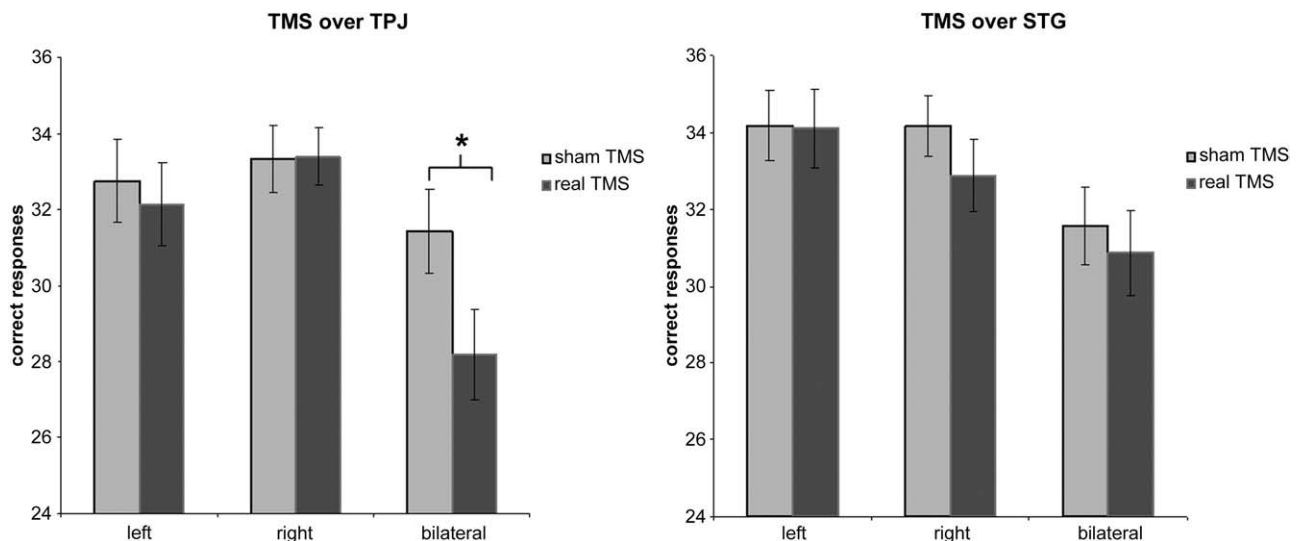 TMS over TPJ
36
34
32
30
28
26
24
correct responses
*
sham TMS
real TMS
left
right
bilateral
TMS over STG
36
34
32
30
28
26
24
correct responses
sham TMS
real TMS
left
right
bilateral